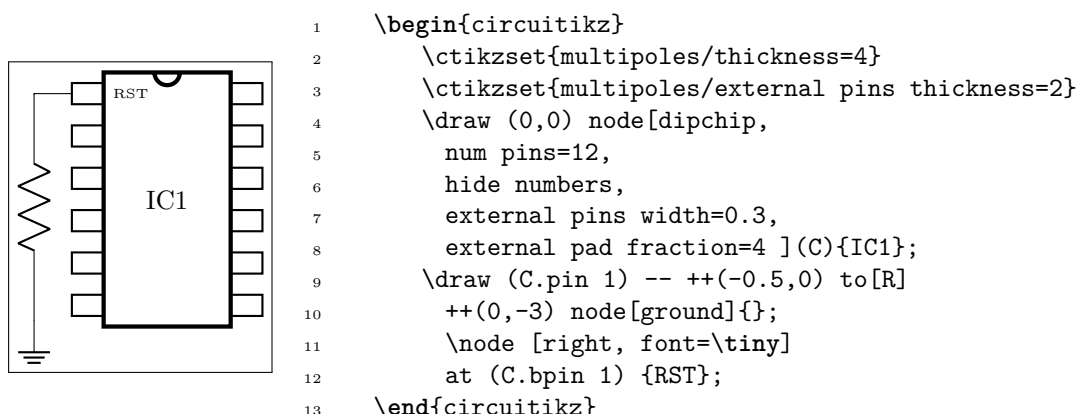 RST
IC1
1 \begin{circuitikz}
2 \ctikzset{multipoles/thickness=4}
3 \ctikzset{multipoles/external pins thickness=2}
4 \draw (0,0) node[dipchip,
5 num pins=12,
6 hide numbers,
7 external pins width=0.3,
8 external pad fraction=4 ](C){IC1};
9 \draw (C.pin 1) -- ++(-0.5,0) to[R]
10 ++(0,-3) node[ground]{};
11 \node [right, font=\tiny]
12 at (C.bpin 1) {RST};
13 \end{circuitikz}